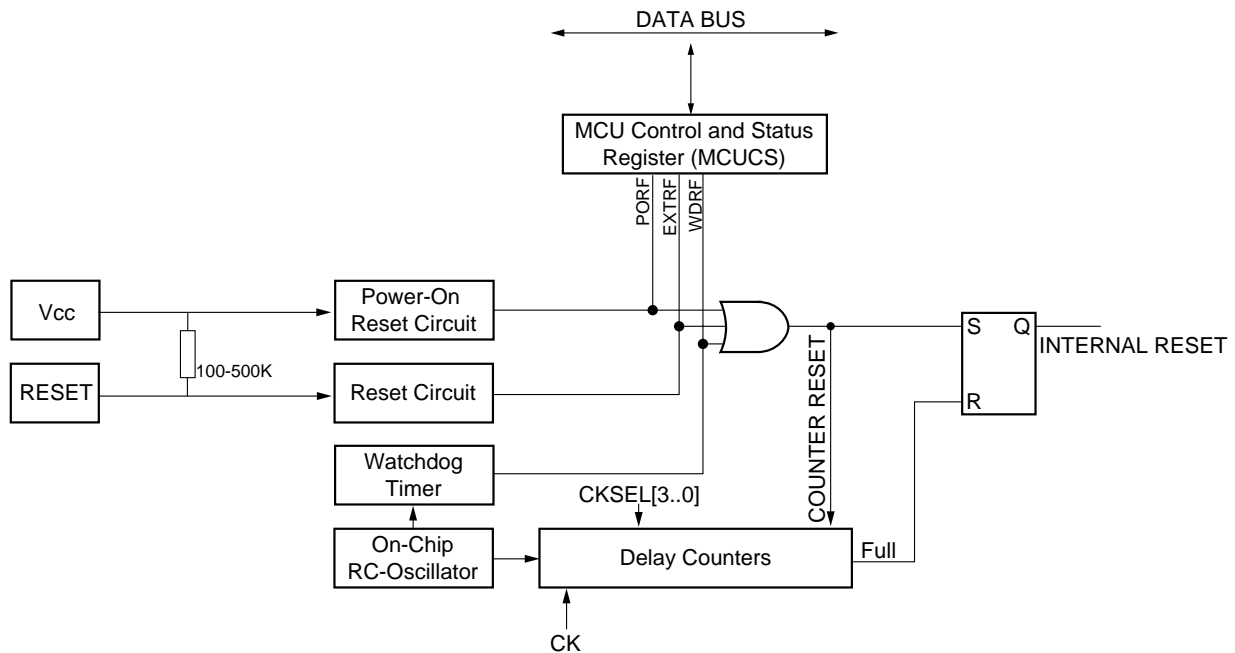 DATA BUS
MCU Control and Status
Register (MCUCS)
PORF
EXTRF
WDRF
Vcc
Power-On
Reset Circuit
100-500K
RESET
Reset Circuit
S
Q
INTERNAL RESET
R
COUNTER RESET
Watchdog
Timer
CKSEL[3..0]
On-Chip
RC-Oscillator
Delay Counters
Full
CK